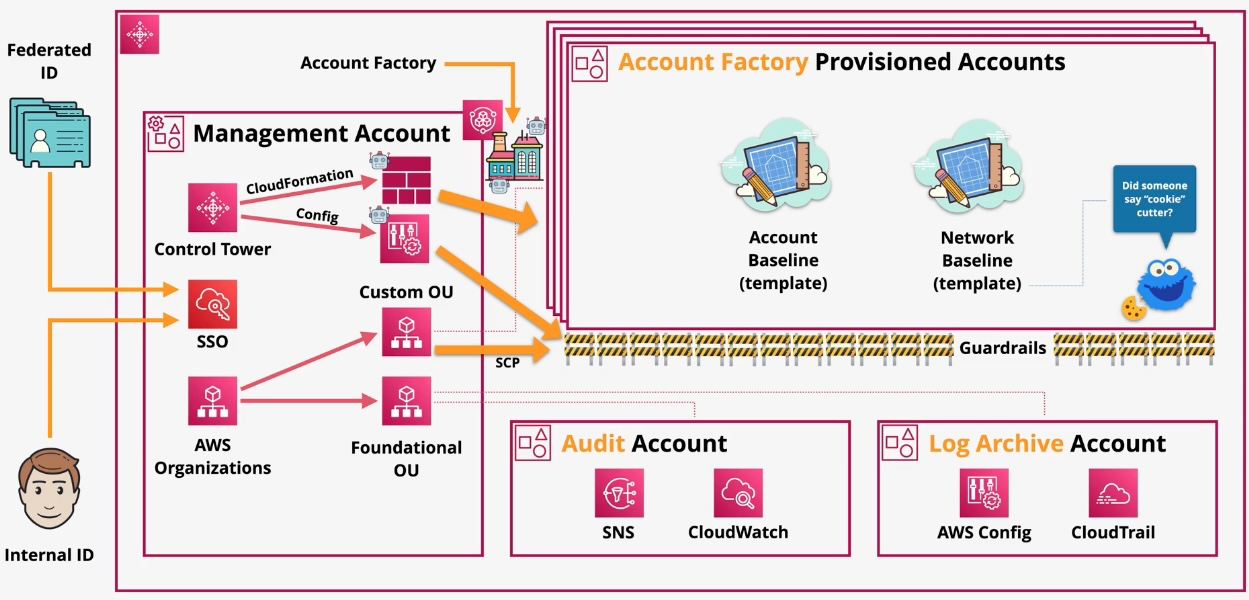 Federated
ID
Account Factory
Account Factory Provisioned Accounts
Management Account
CloudFormation
Config
Control Tower
Custom OU
SSO
AWS
Organizations
Foundational
OU
Internal ID
Account
Baseline
(template)
Network
Baseline
(template)
Did someone
say "cookie"
cutter?
SCP
Guardrails
Audit Account
SNS
CloudWatch
Log Archive Account
AWS Config
CloudTrail